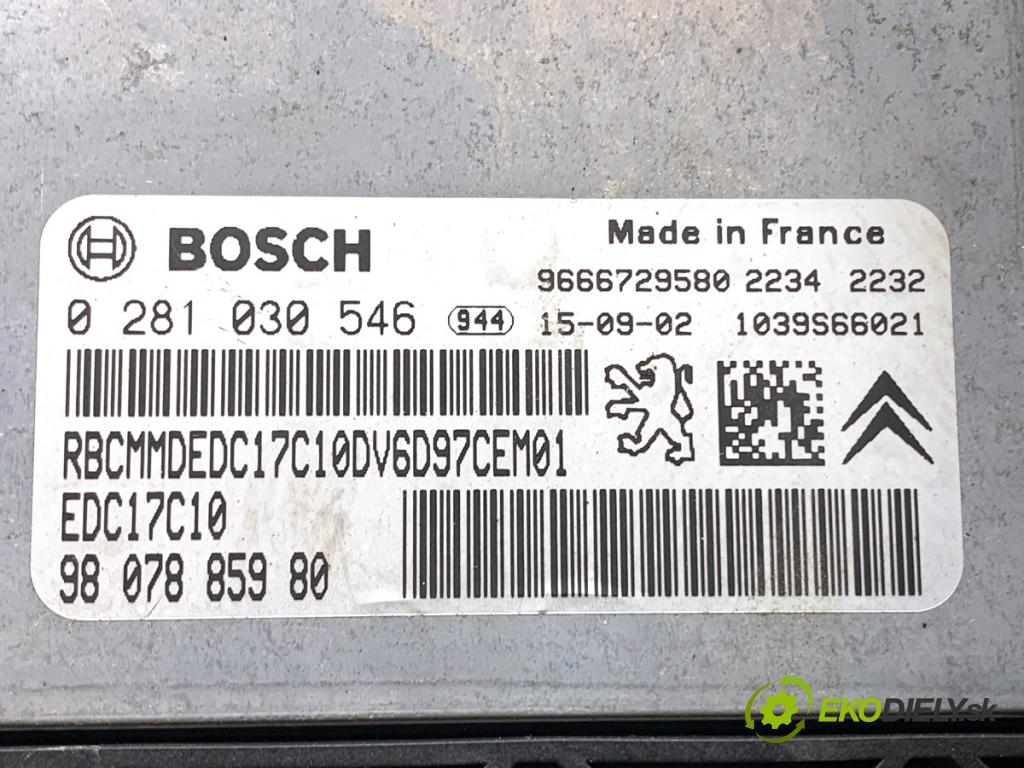 BOSCH
Made in France
9666729580 2234 2232
0 281 030 546 944 15-09-02 1039S66021
RBCMMDEDC17C10DV6D97CEM01
EDC17C10
98 078 859 80
EKODIELY.sk